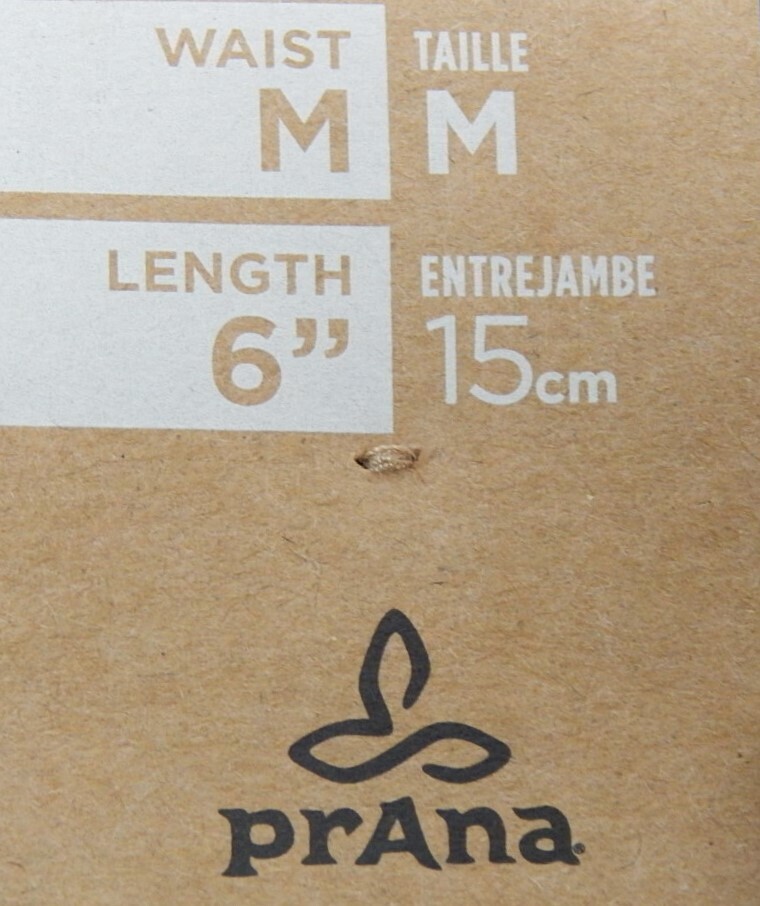 WAIST
M
TAILLE
M
LENGTH
6”
ENTREJAMBE
15cm
prAna